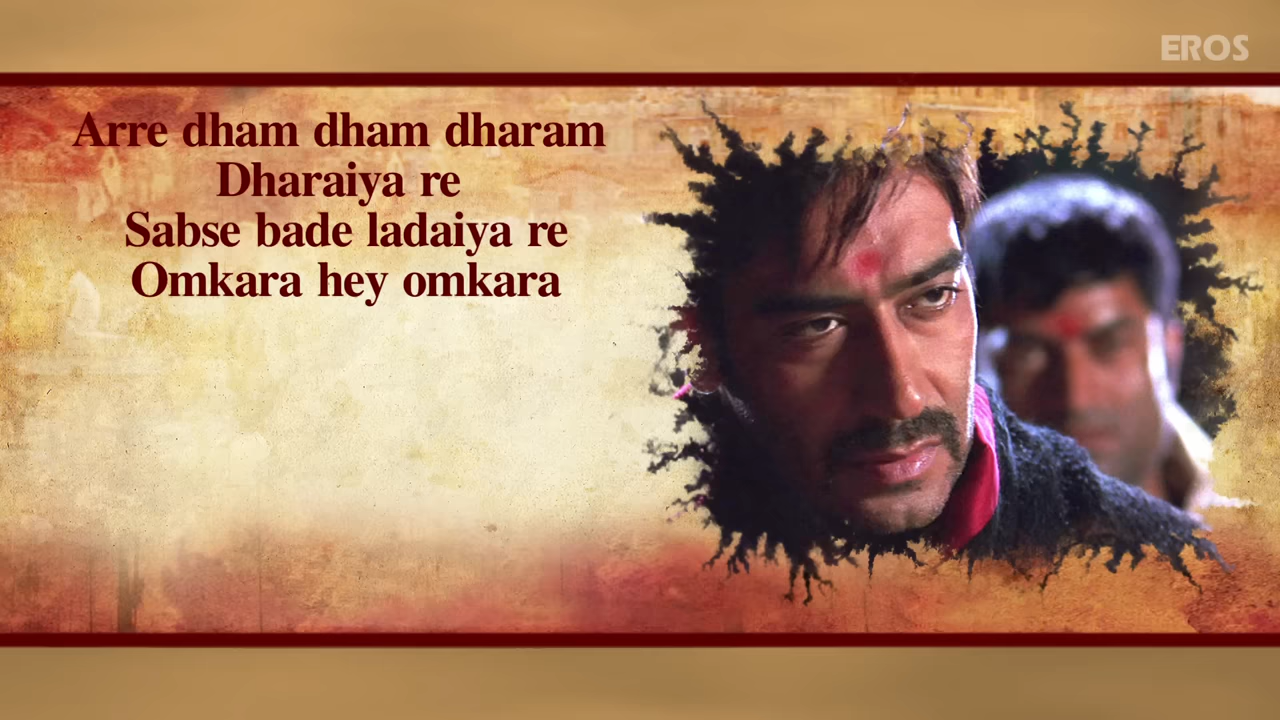 EROS
Arre dham dham dharam
Dharaiya re
Sabse bade ladaiya re
Omkara hey omkara